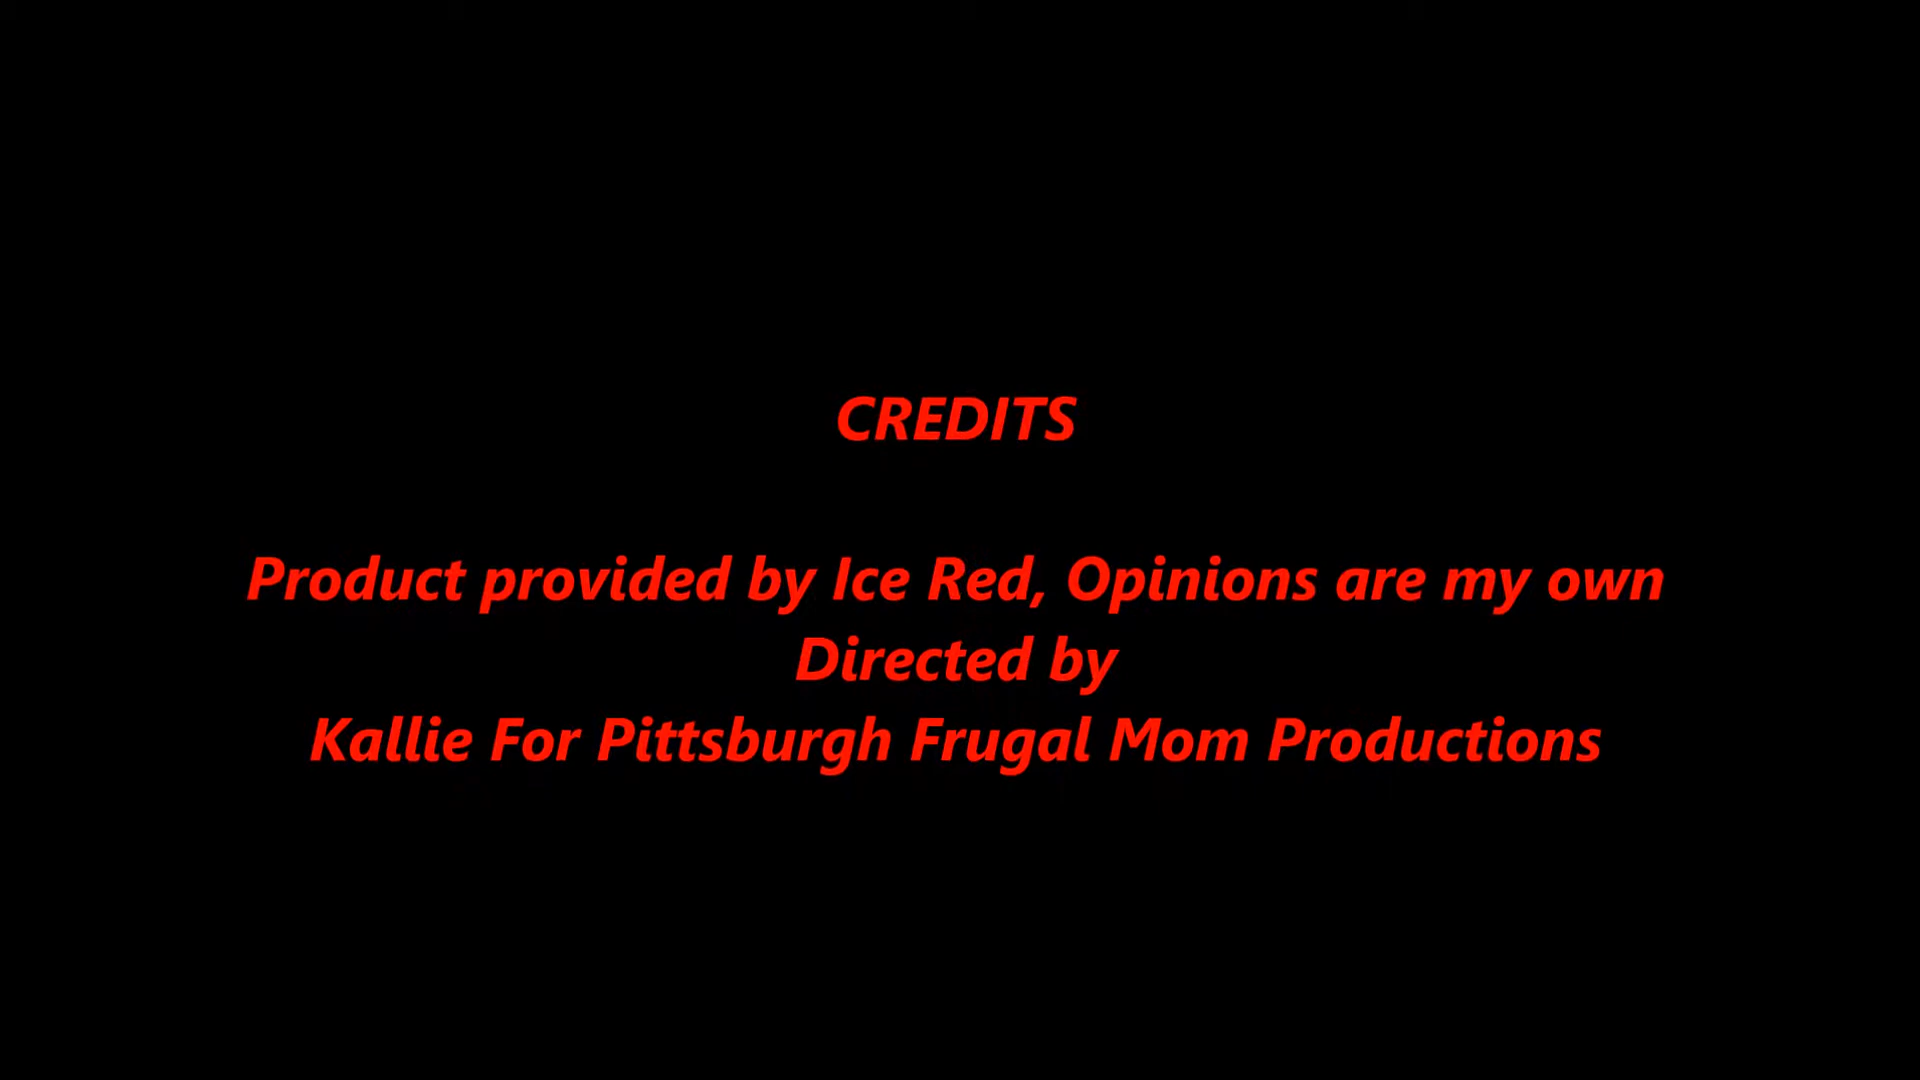 CREDITS
Product provided by Ice Red, Opinions are my own
Directed by
Kallie For Pittsburgh Frugal Mom Productions